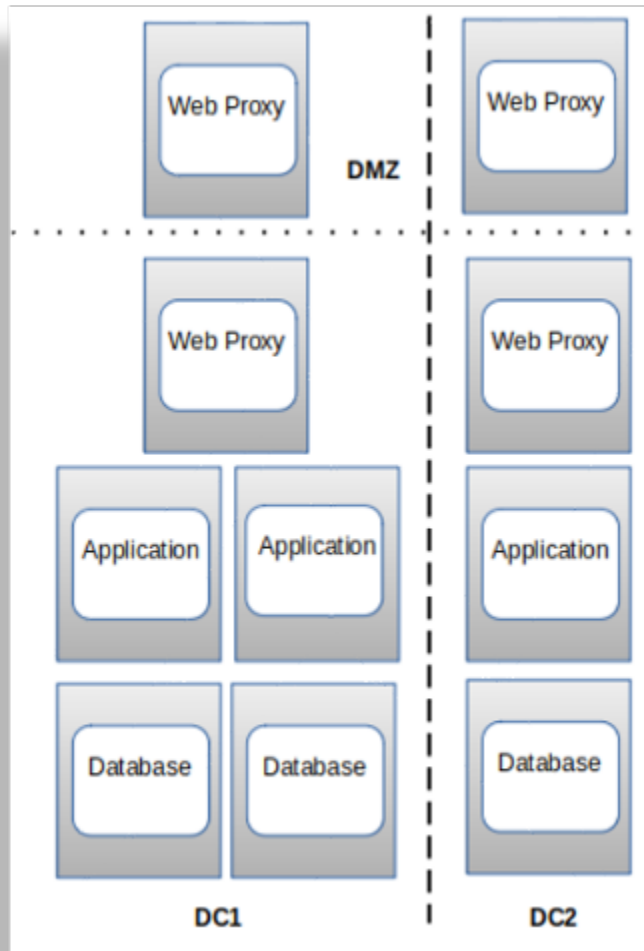 Web Proxy
Web Proxy
DMZ
Web Proxy
Web Proxy
Application
Application
Application
Database
Database
Database
DC1
DC2